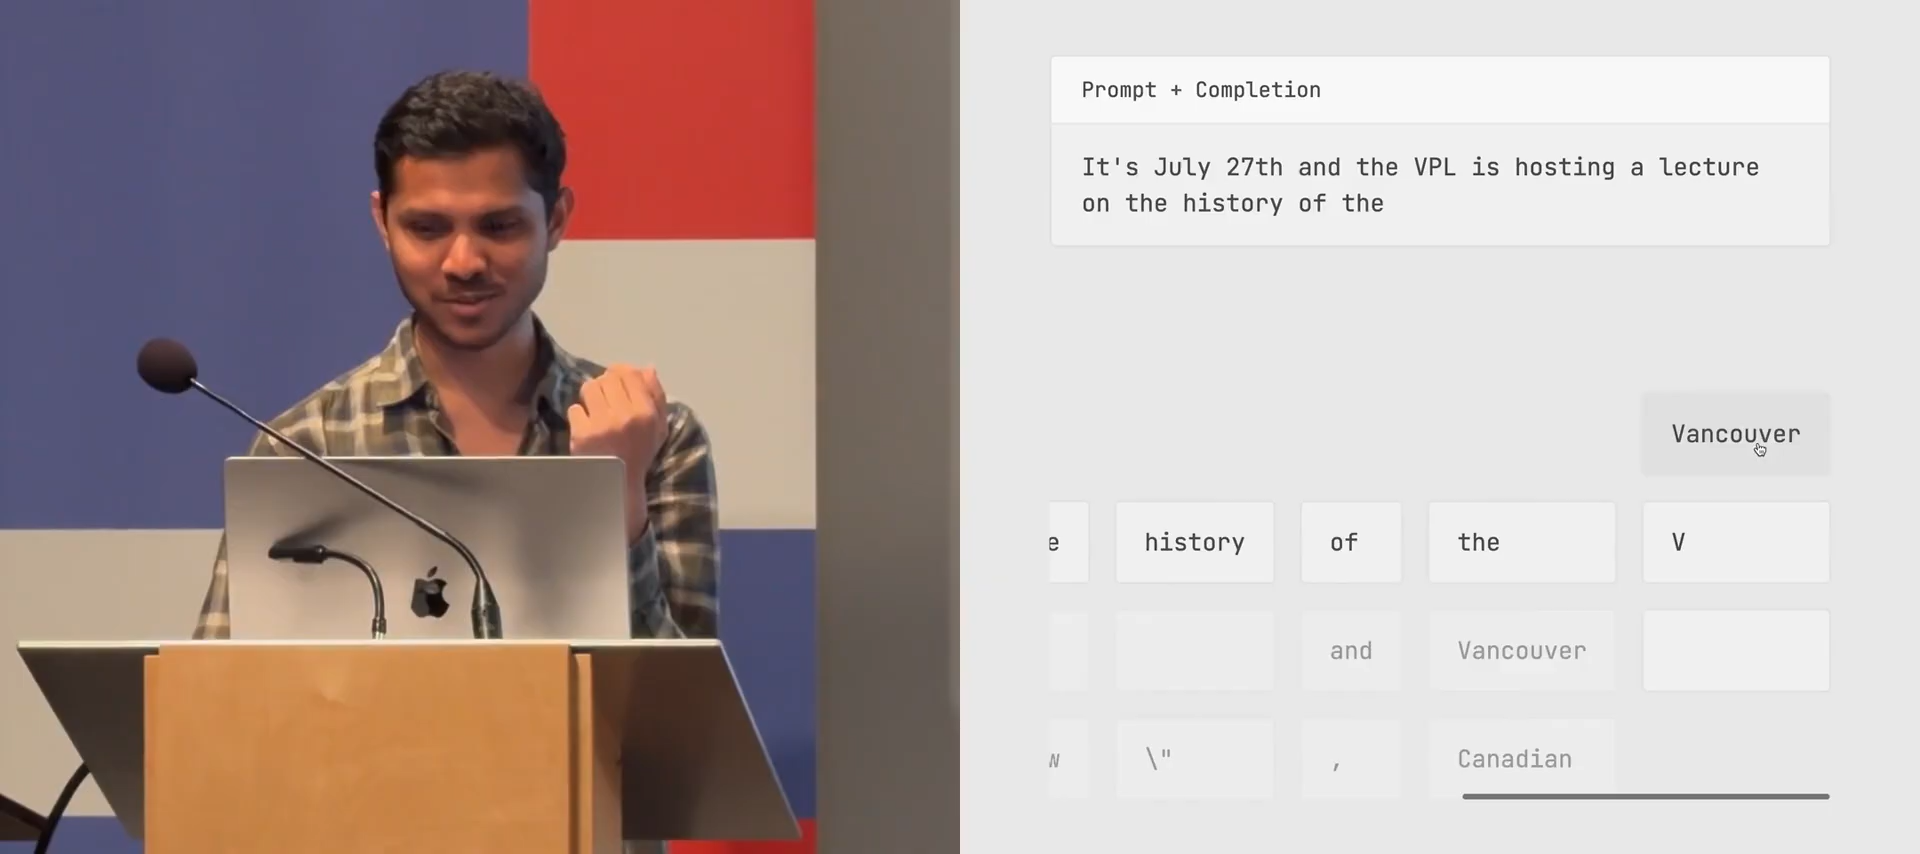 Prompt + Completion
It's July 27th and the VPL is hosting a lecture
on the history of the
Vancouver
e history of the V
and Vancouver
w \" , Canadian